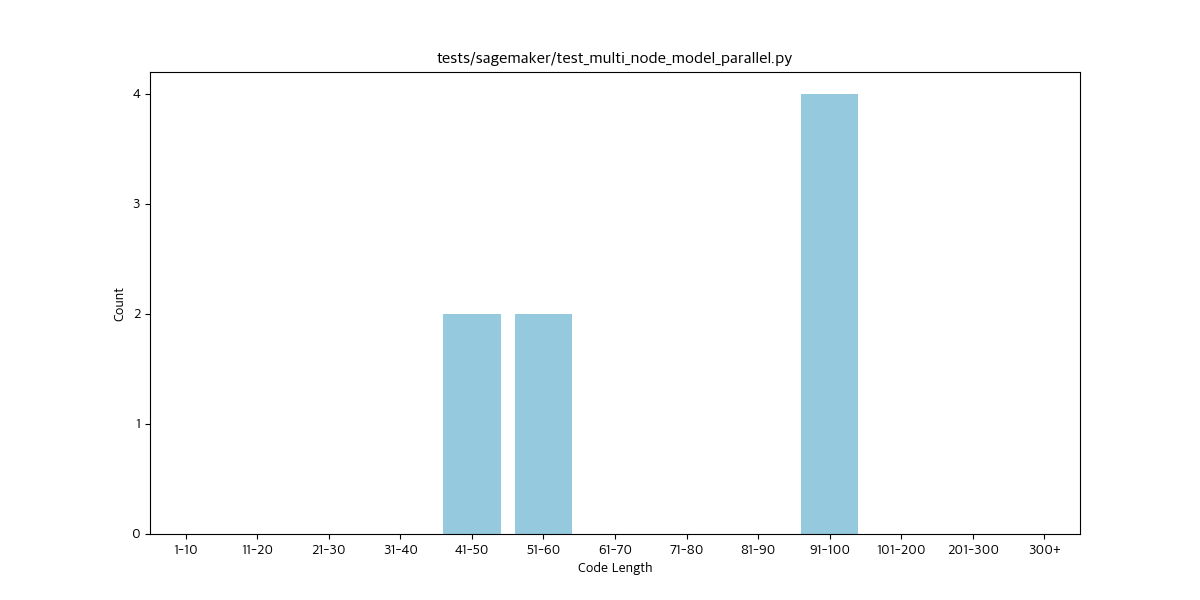 tests/sagemaker/test_multi_node_model_parallel.py
4
3
2
1
0
Count
1-10 11-20 21-30 31-40 41-50 51-60 61-70 71-80 81-90 91-100 101-200 201-300 300+
Code Length